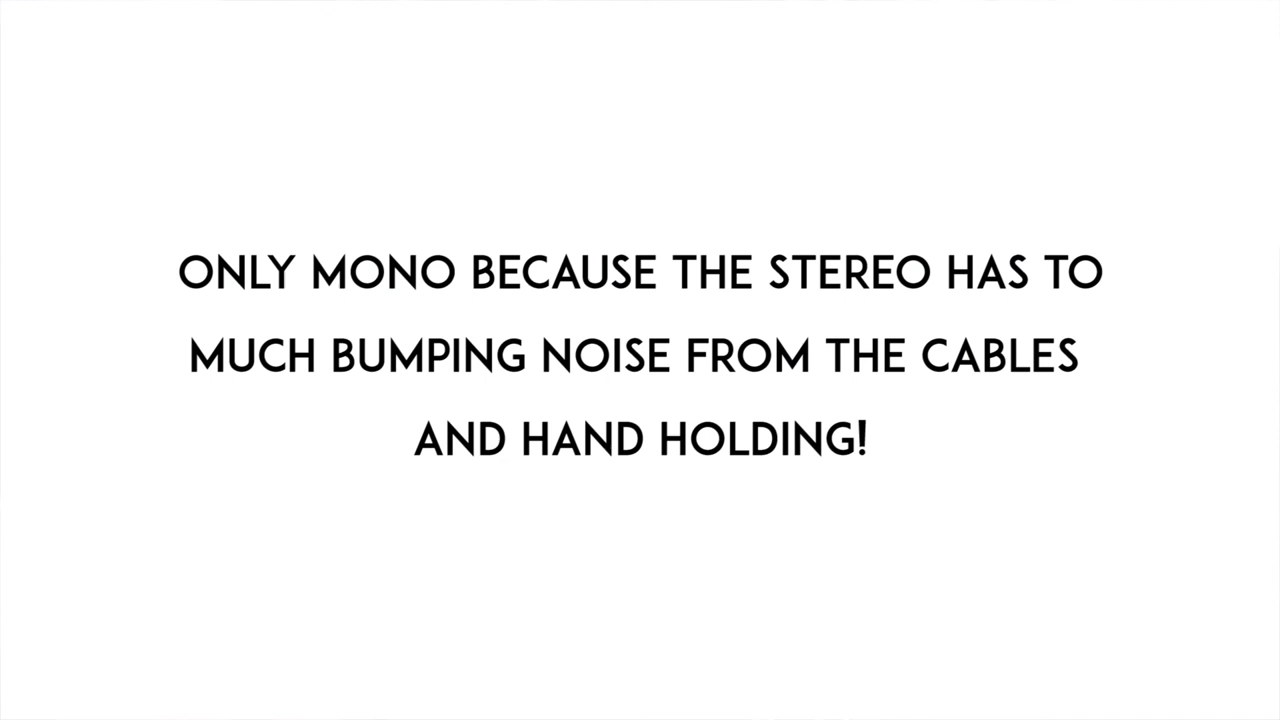 ONLY MONO BECAUSE THE STEREO HAS TO
MUCH BUMPING NOISE FROM THE CABLES
AND HAND HOLDING!